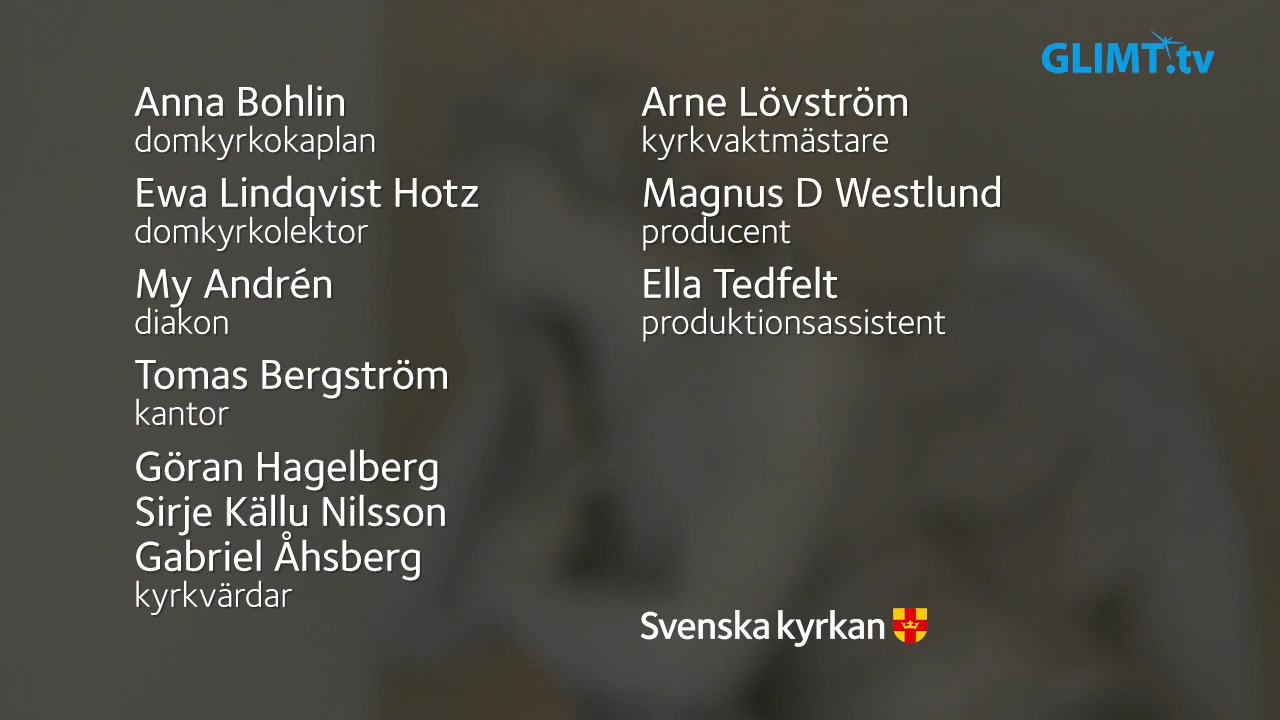 GLIMT.tv
Anna Bohlin
domkyrkokaplan
Ewa Lindqvist Hotz
domkyrkolektor
My Andrén
diakon
Tomas Bergström
kantor
Göran Hagelberg
Sirje Källu Nilsson
Gabriel Åhsberg
kyrkvärdar
Arne Lövström
kyrkvaktmästare
Magnus D Westlund
producent
Ella Tedfelt
produktionsassistent
Svenska kyrkan